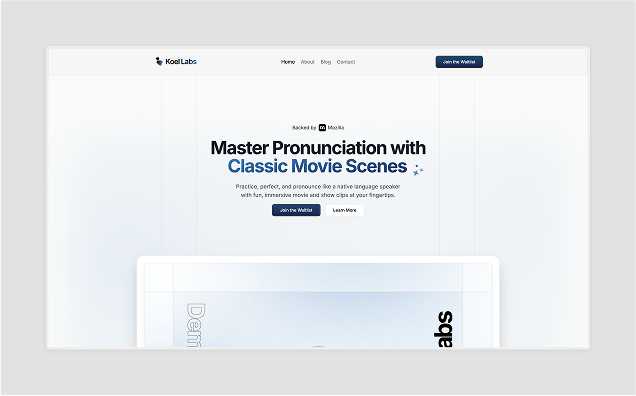 Koel Labs
Home About Blog Contact
Join the Waitlist
Backed by Mozilla
Master Pronunciation with
Classic Movie Scenes
Practice, perfect, and pronounce like a native language speaker
with fun, immersive movie and show clips at your fingertips.
Join the Waitlist
Learn More
Dem
abs